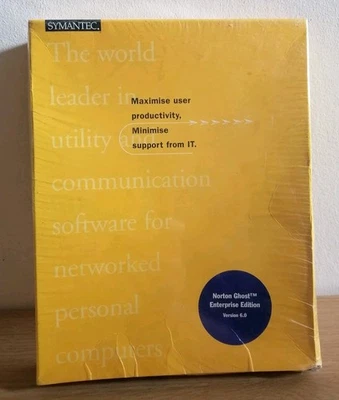 SYMANTEC.
The world
leader in
utility and
communication
software for
networked
personal
computers
Maximise user
productivity,
Minimise
support from IT.
Norton Ghost™
Enterprise Edition
Version 6.0